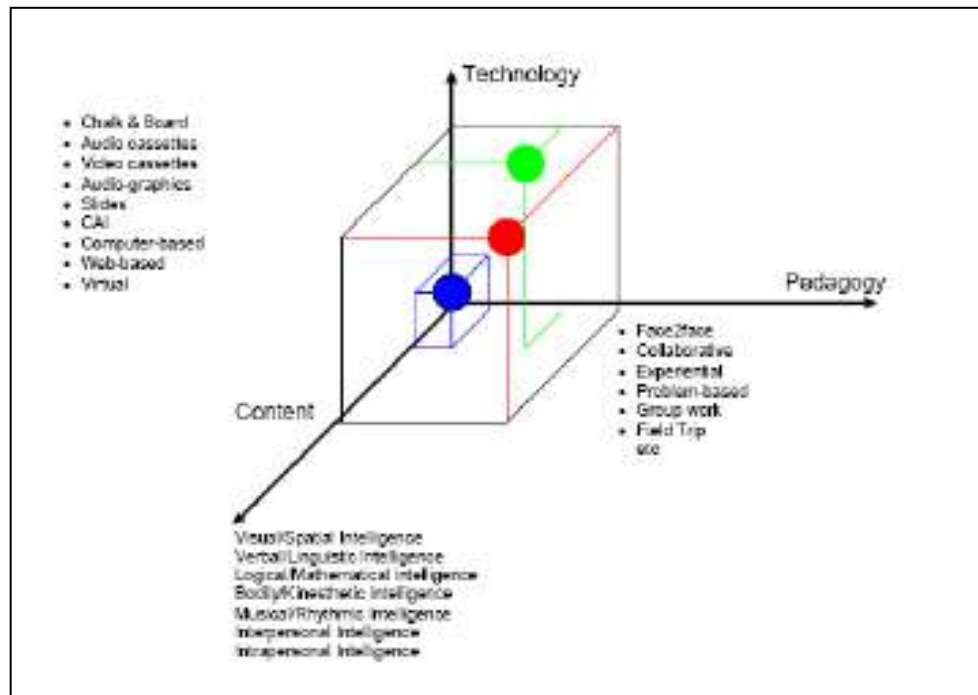 Technology
• Chalk & Board
• Audio cassettes
• Video cassettes
• Audio-graphics
• Slides
• CAI
• Computer-based
• Web-based
• Virtual
Pedagogy
• Face2face
• Collaborative
• Experiential
• Problem-based
• Group work
• Field Trip
etc
Content
Visual/Spatial Intelligence
Verbal/Linguistic Intelligence
Logical/Mathematical Intelligence
Bodily/Kinesthetic Intelligence
Musical/Rhythmic Intelligence
Interpersonal Intelligence
Intrapersonal Intelligence